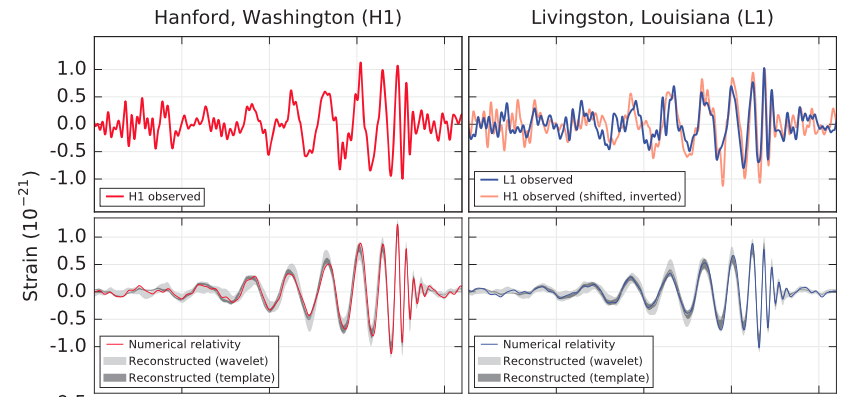 Hanford, Washington (H1)
Livingston, Louisiana (L1)
1.0
0.5
0.0
-0.5
-1.0
H1 observed
L1 observed
H1 observed (shifted, inverted)
Strain (10⁻²¹)
1.0
0.5
0.0
-0.5
-1.0
Numerical relativity
Reconstructed (wavelet)
Reconstructed (template)
Numerical relativity
Reconstructed (wavelet)
Reconstructed (template)